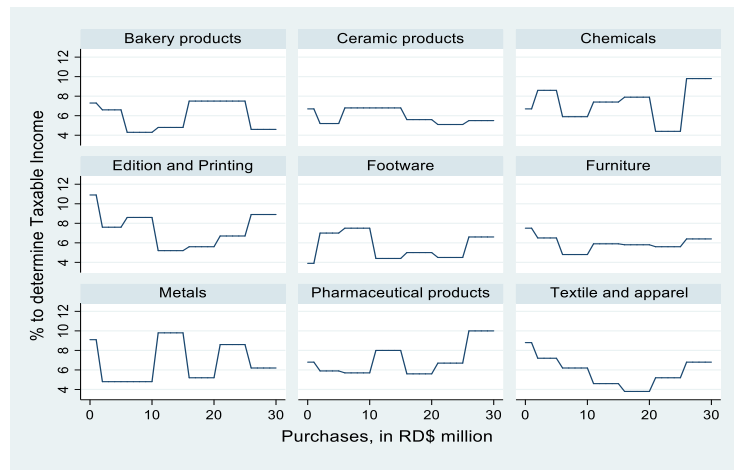 Bakery products
Ceramic products
Chemicals
12
10
8
6
4
Edition and Printing
Footware
Furniture
12
10
8
6
4
Metals
Pharmaceutical products
Textile and apparel
12
10
8
6
4
0 10 20 30
0 10 20 30
0 10 20 30
% to determine Taxable Income
Purchases, in RD$ million